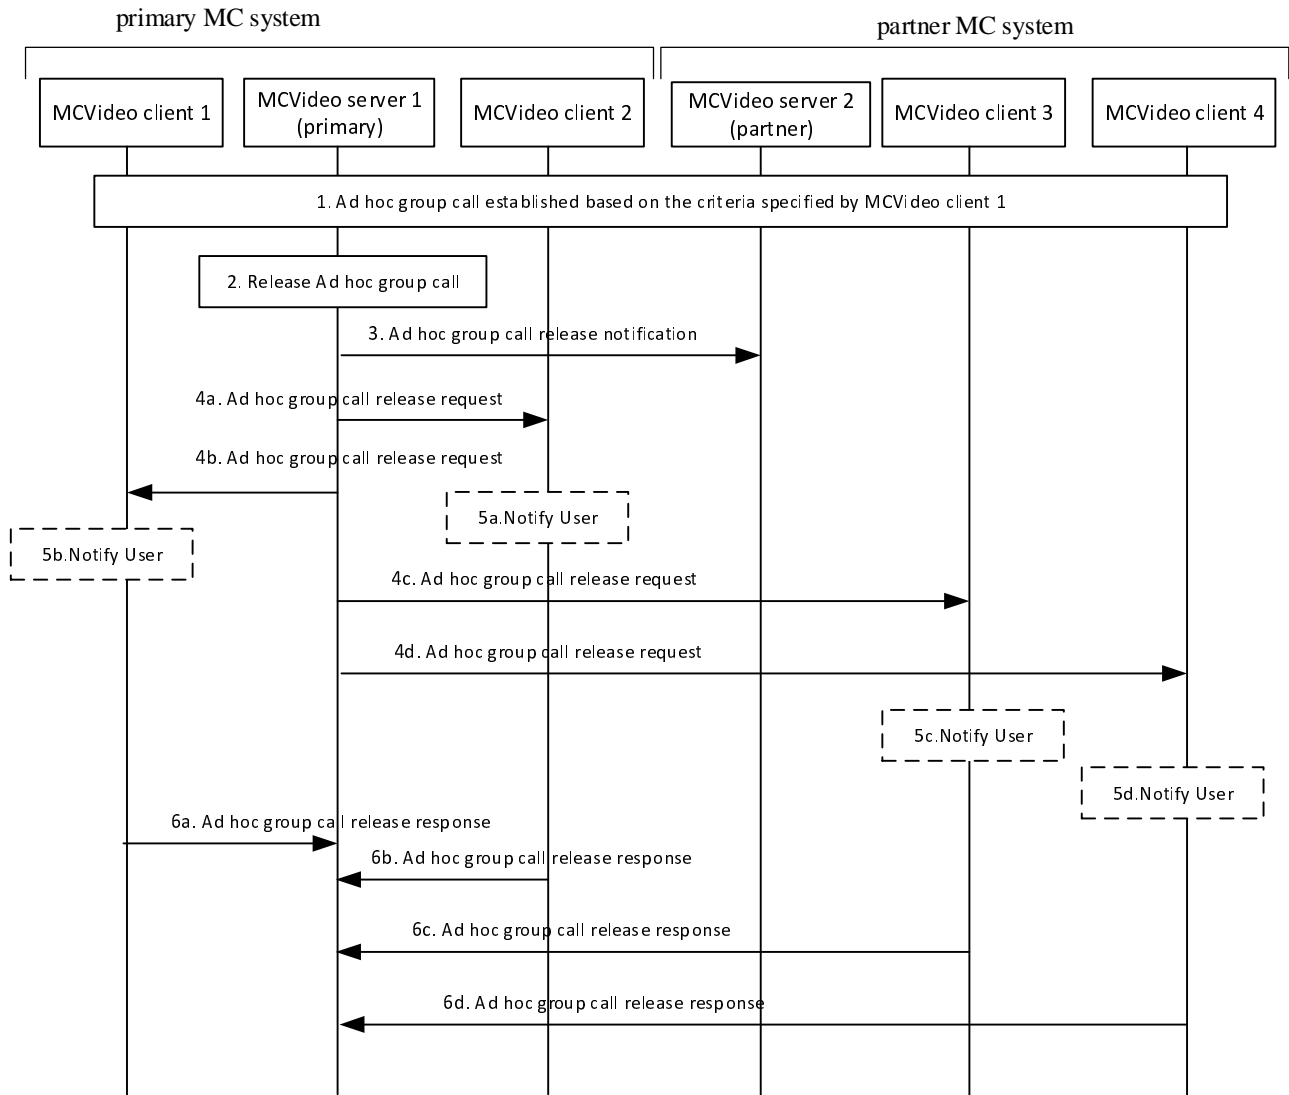 primary MC system
partner MC system
MCVideo client 1
MCVideo server 1
(primary)
MCVideo client 2
MCVideo server 2
(partner)
MCVideo client 3
MCVideo client 4
1. Ad hoc group call established based on the criteria specified by MCVideo client 1
2. Release Ad hoc group call
3. Ad hoc group call release notification
4a. Ad hoc group call release request
4b. Ad hoc group call release request
5a.Notify User
5b.Notify User
4c. Ad hoc group call release request
4d. Ad hoc group call release request
5c.Notify User
5d.Notify User
6a. Ad hoc group call release response
6b. Ad hoc group call release response
6c. Ad hoc group call release response
6d. Ad hoc group call release response